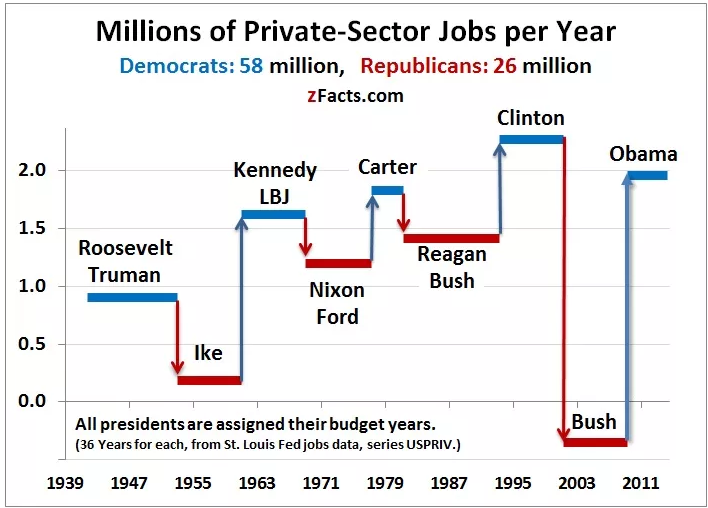 Millions of Private-Sector Jobs per Year
Democrats: 58 million, Republicans: 26 million
zFacts.com
Clinton
Obama
2.0
Kennedy
LBJ
Carter
1.5
Roosevelt
Truman
Reagan
Bush
1.0
Nixon
Ford
0.5
Ike
0.0
All presidents are assigned their budget years.
(36 Years for each, from St. Louis Fed jobs data, series USPRIV.)
Bush
1939 1947 1955 1963 1971 1979 1987 1995 2003 2011